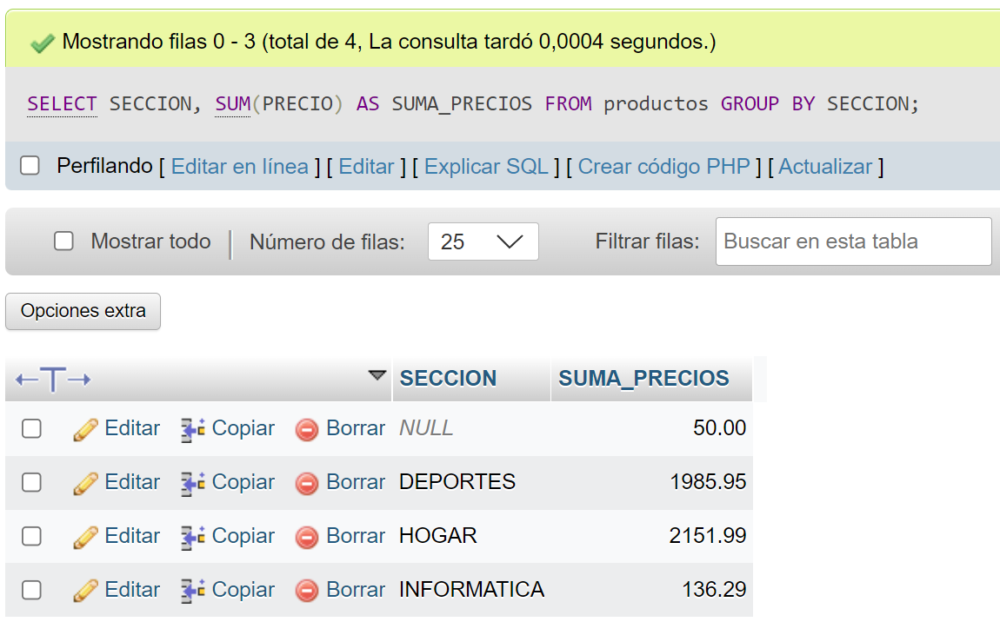 Mostrando filas 0 - 3 (total de 4, La consulta tardó 0,0004 segundos.)
SELECT SECCION, SUM(PRECIO) AS SUMA_PRECIOS FROM productos GROUP BY SECCION;
Perfilando [ Editar en línea ] [ Editar ] [ Explicar SQL ] [ Crear código PHP ] [ Actualizar ]
Mostrar todo Número de filas: 25 Filtrar filas: Buscar en esta tabla
Opciones extra
SECCION SUMA_PRECIOS
Editar Copiar Borrar NULL 50.00
Editar Copiar Borrar DEPORTES 1985.95
Editar Copiar Borrar HOGAR 2151.99
Editar Copiar Borrar INFORMATICA 136.29